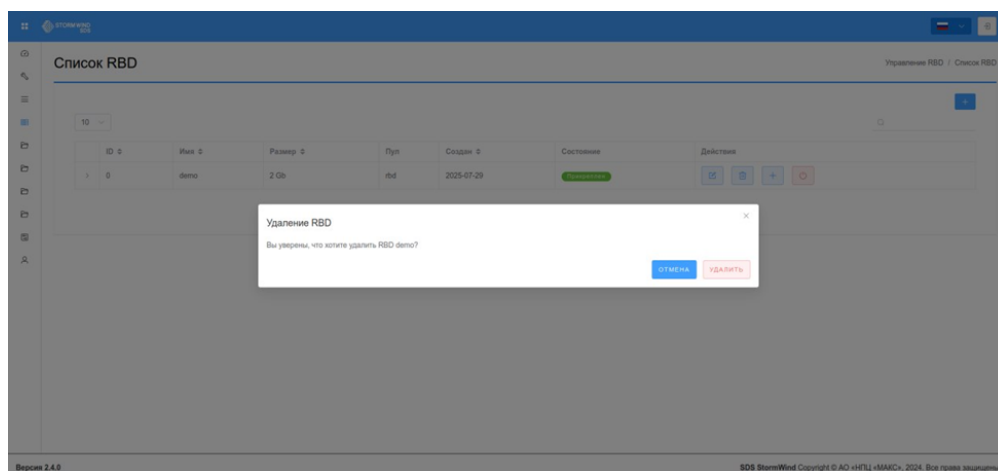 STORMWIND
SDS
Список RBD
Управление RBD / Список RBD
10
ID Имя Размер Пул Создан Состояние Действия
0 demo 2 Gb rbd 2025-07-29
Удаление RBD
Вы уверены, что хотите удалить RBD demo?
ОТМЕНА УДАЛИТЬ
Версия 2.4.0
SDS StormWind Copyright © АО «НПЦ «МАКС», 2024. Все права защищены